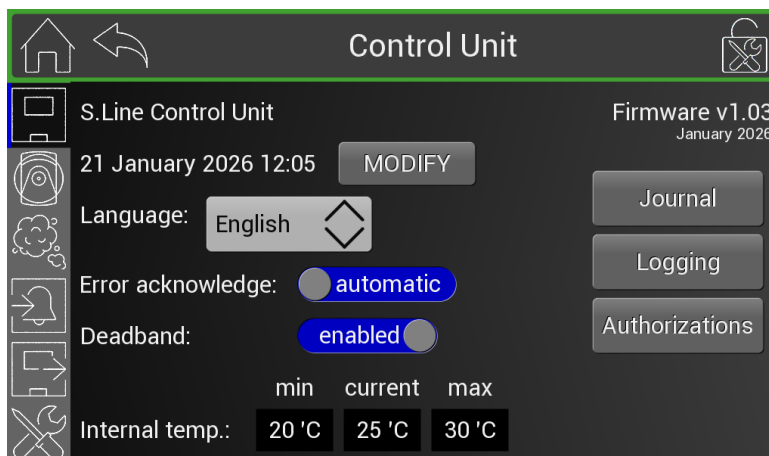 Control Unit
S.Line Control Unit
Firmware v1.03
January 2026
21 January 2026 12:05
MODIFY
Language:
English
Journal
Logging
Error acknowledge:
automatic
Authorizations
Deadband:
enabled
min current max
Internal temp.: 20 'C 25 'C 30 'C